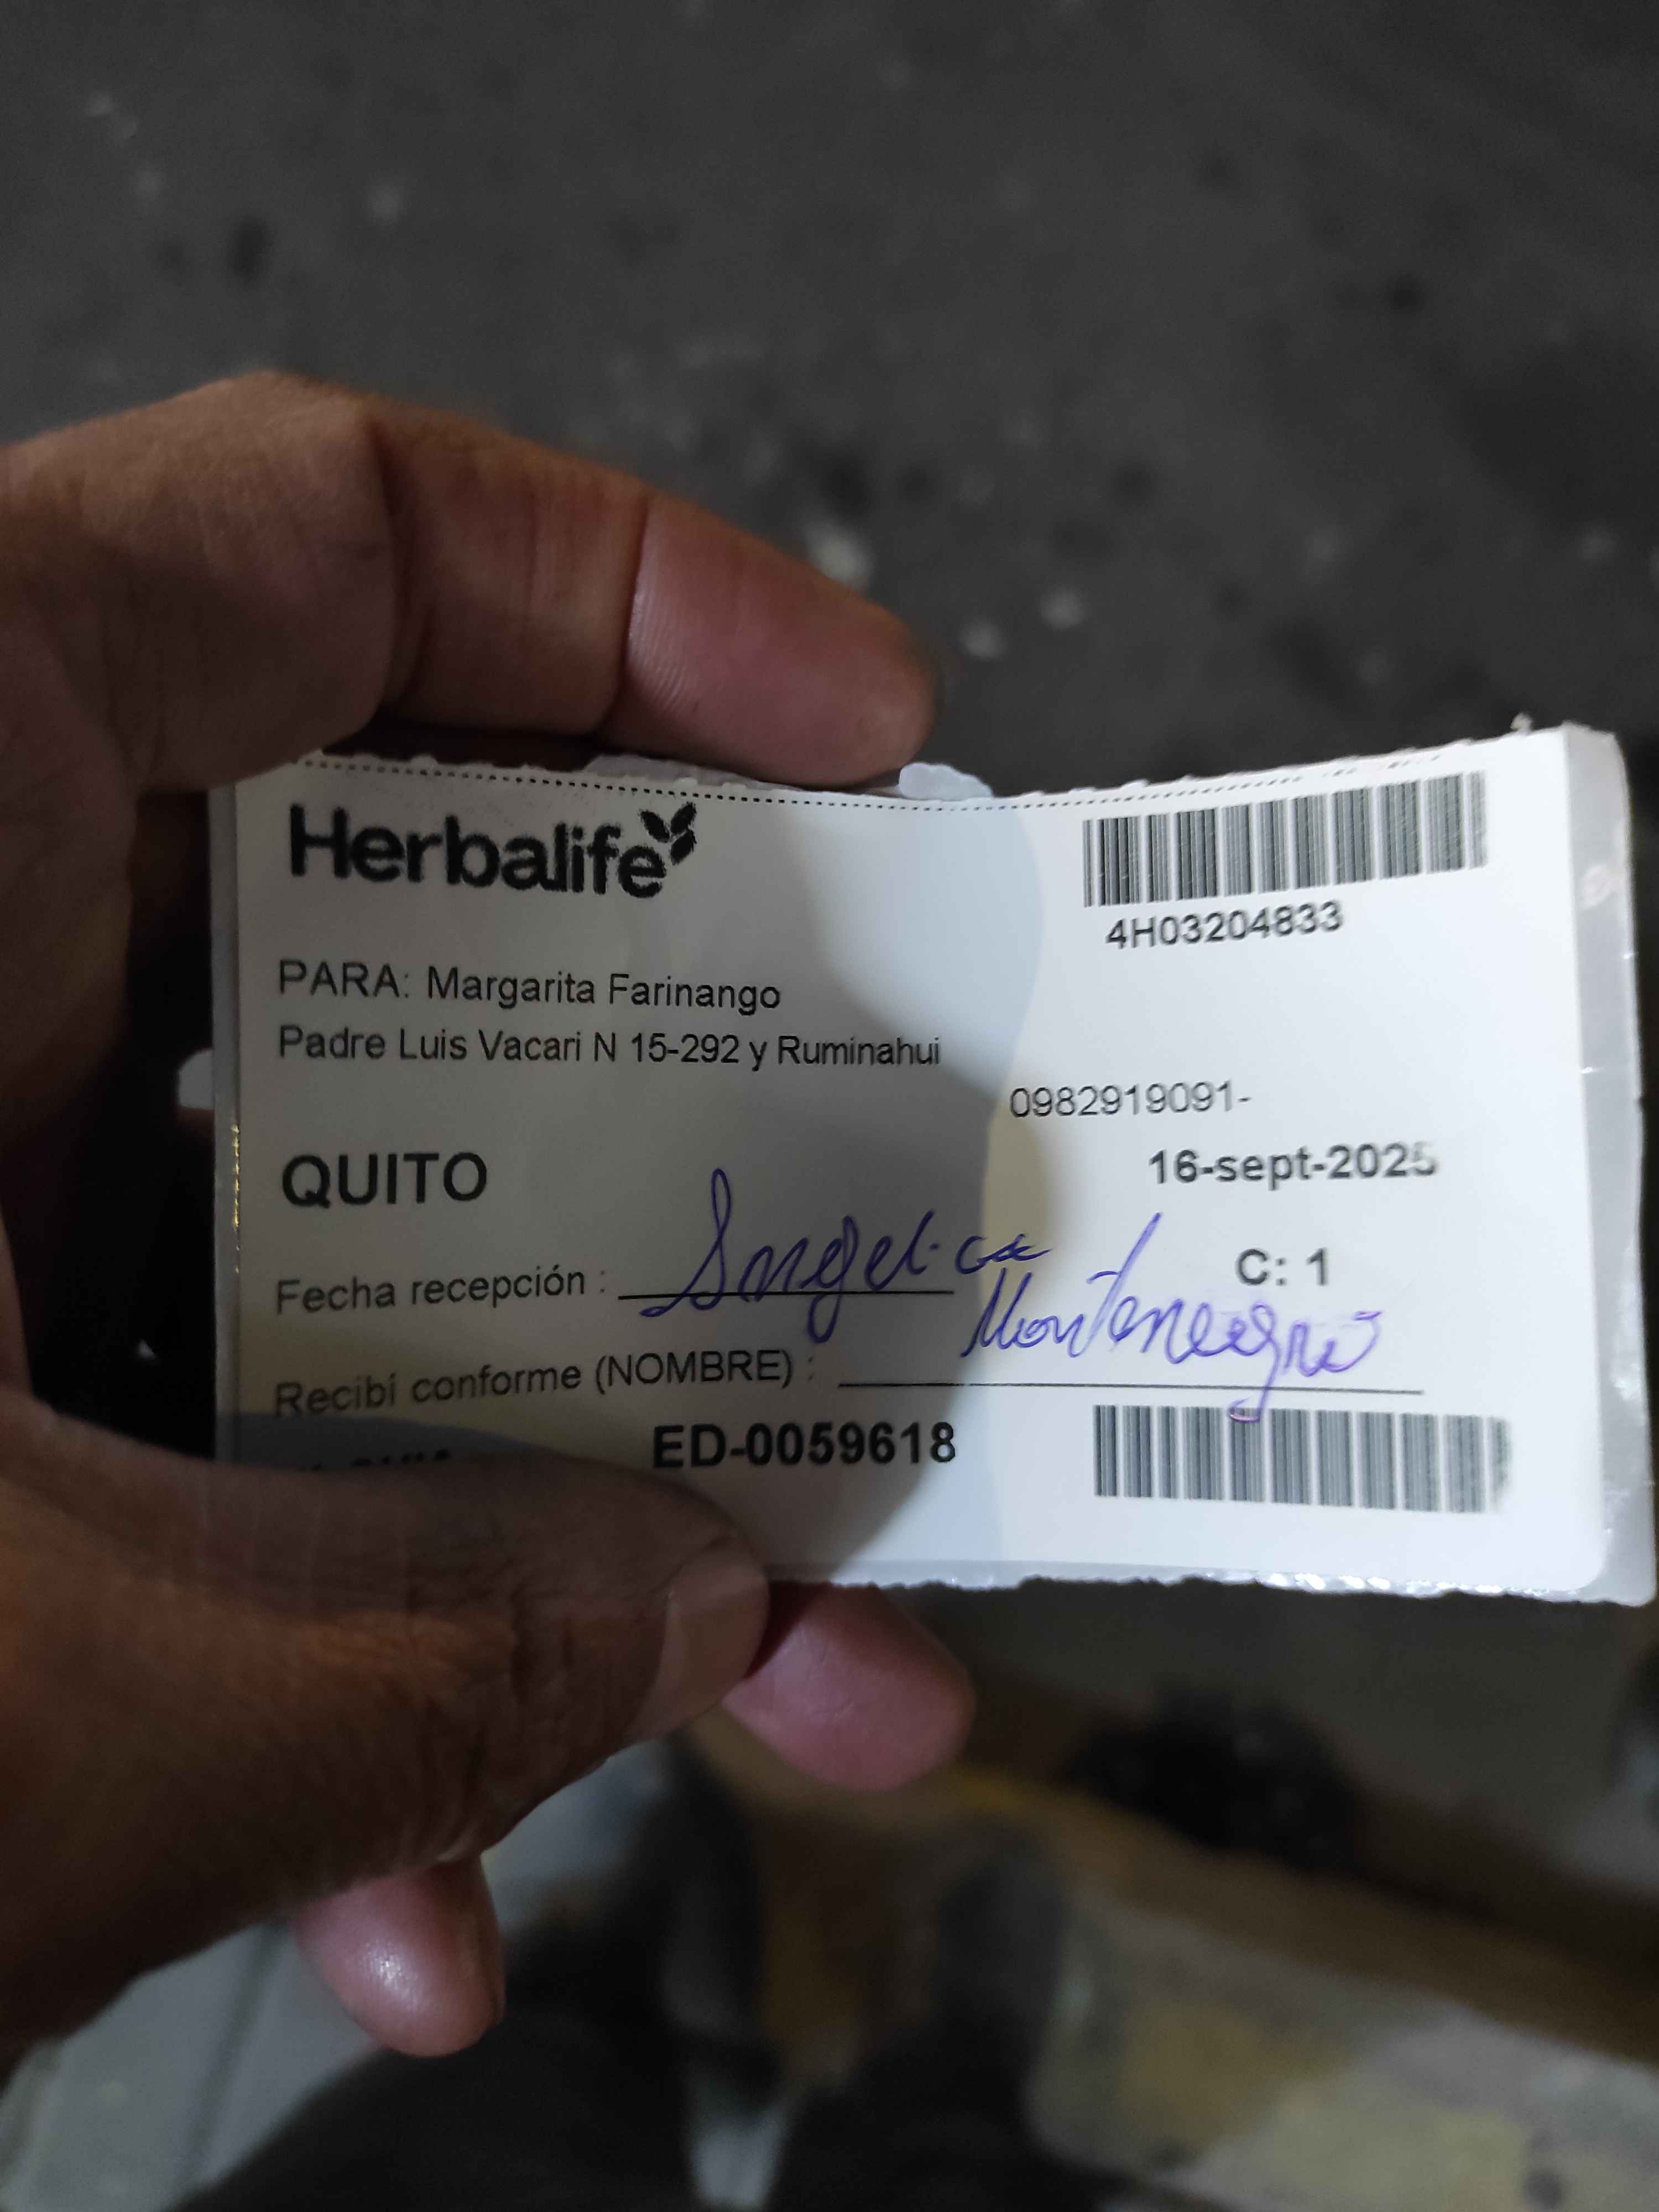 Herbalife
4H03204833
PARA: Margarita Farinango
Padre Luis Vacari N 15-292 y Ruminahui
0982919091-
QUITO
16-sept-2025
C: 1
Fecha recepción : Angelica
Montenegro
Recibí conforme (NOMBRE) :
ED-0059618